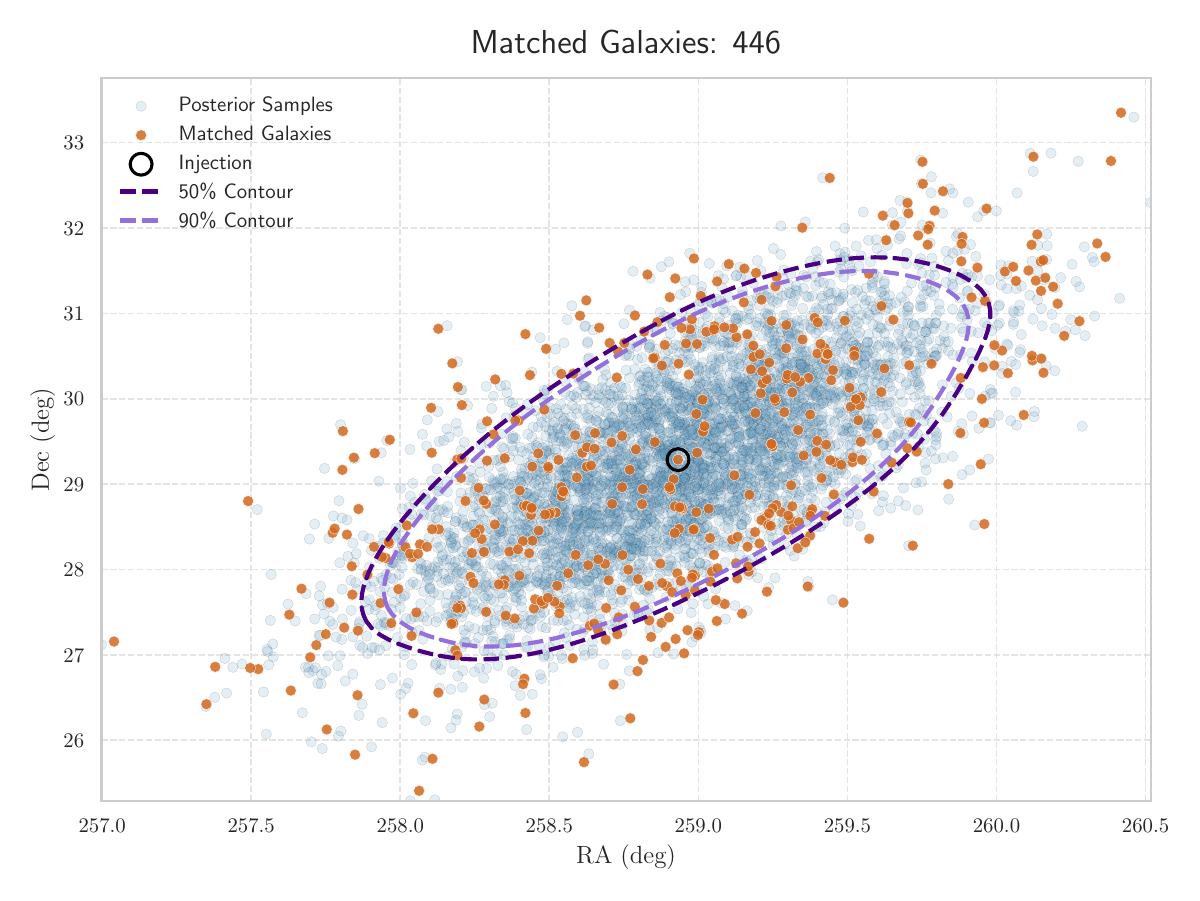 Matched Galaxies: 446
Posterior Samples
Matched Galaxies
Injection
50% Contour
90% Contour
33
32
31
30
29
28
27
26
Dec (deg)
257.0 257.5 258.0 258.5 259.0 259.5 260.0 260.5
RA (deg)